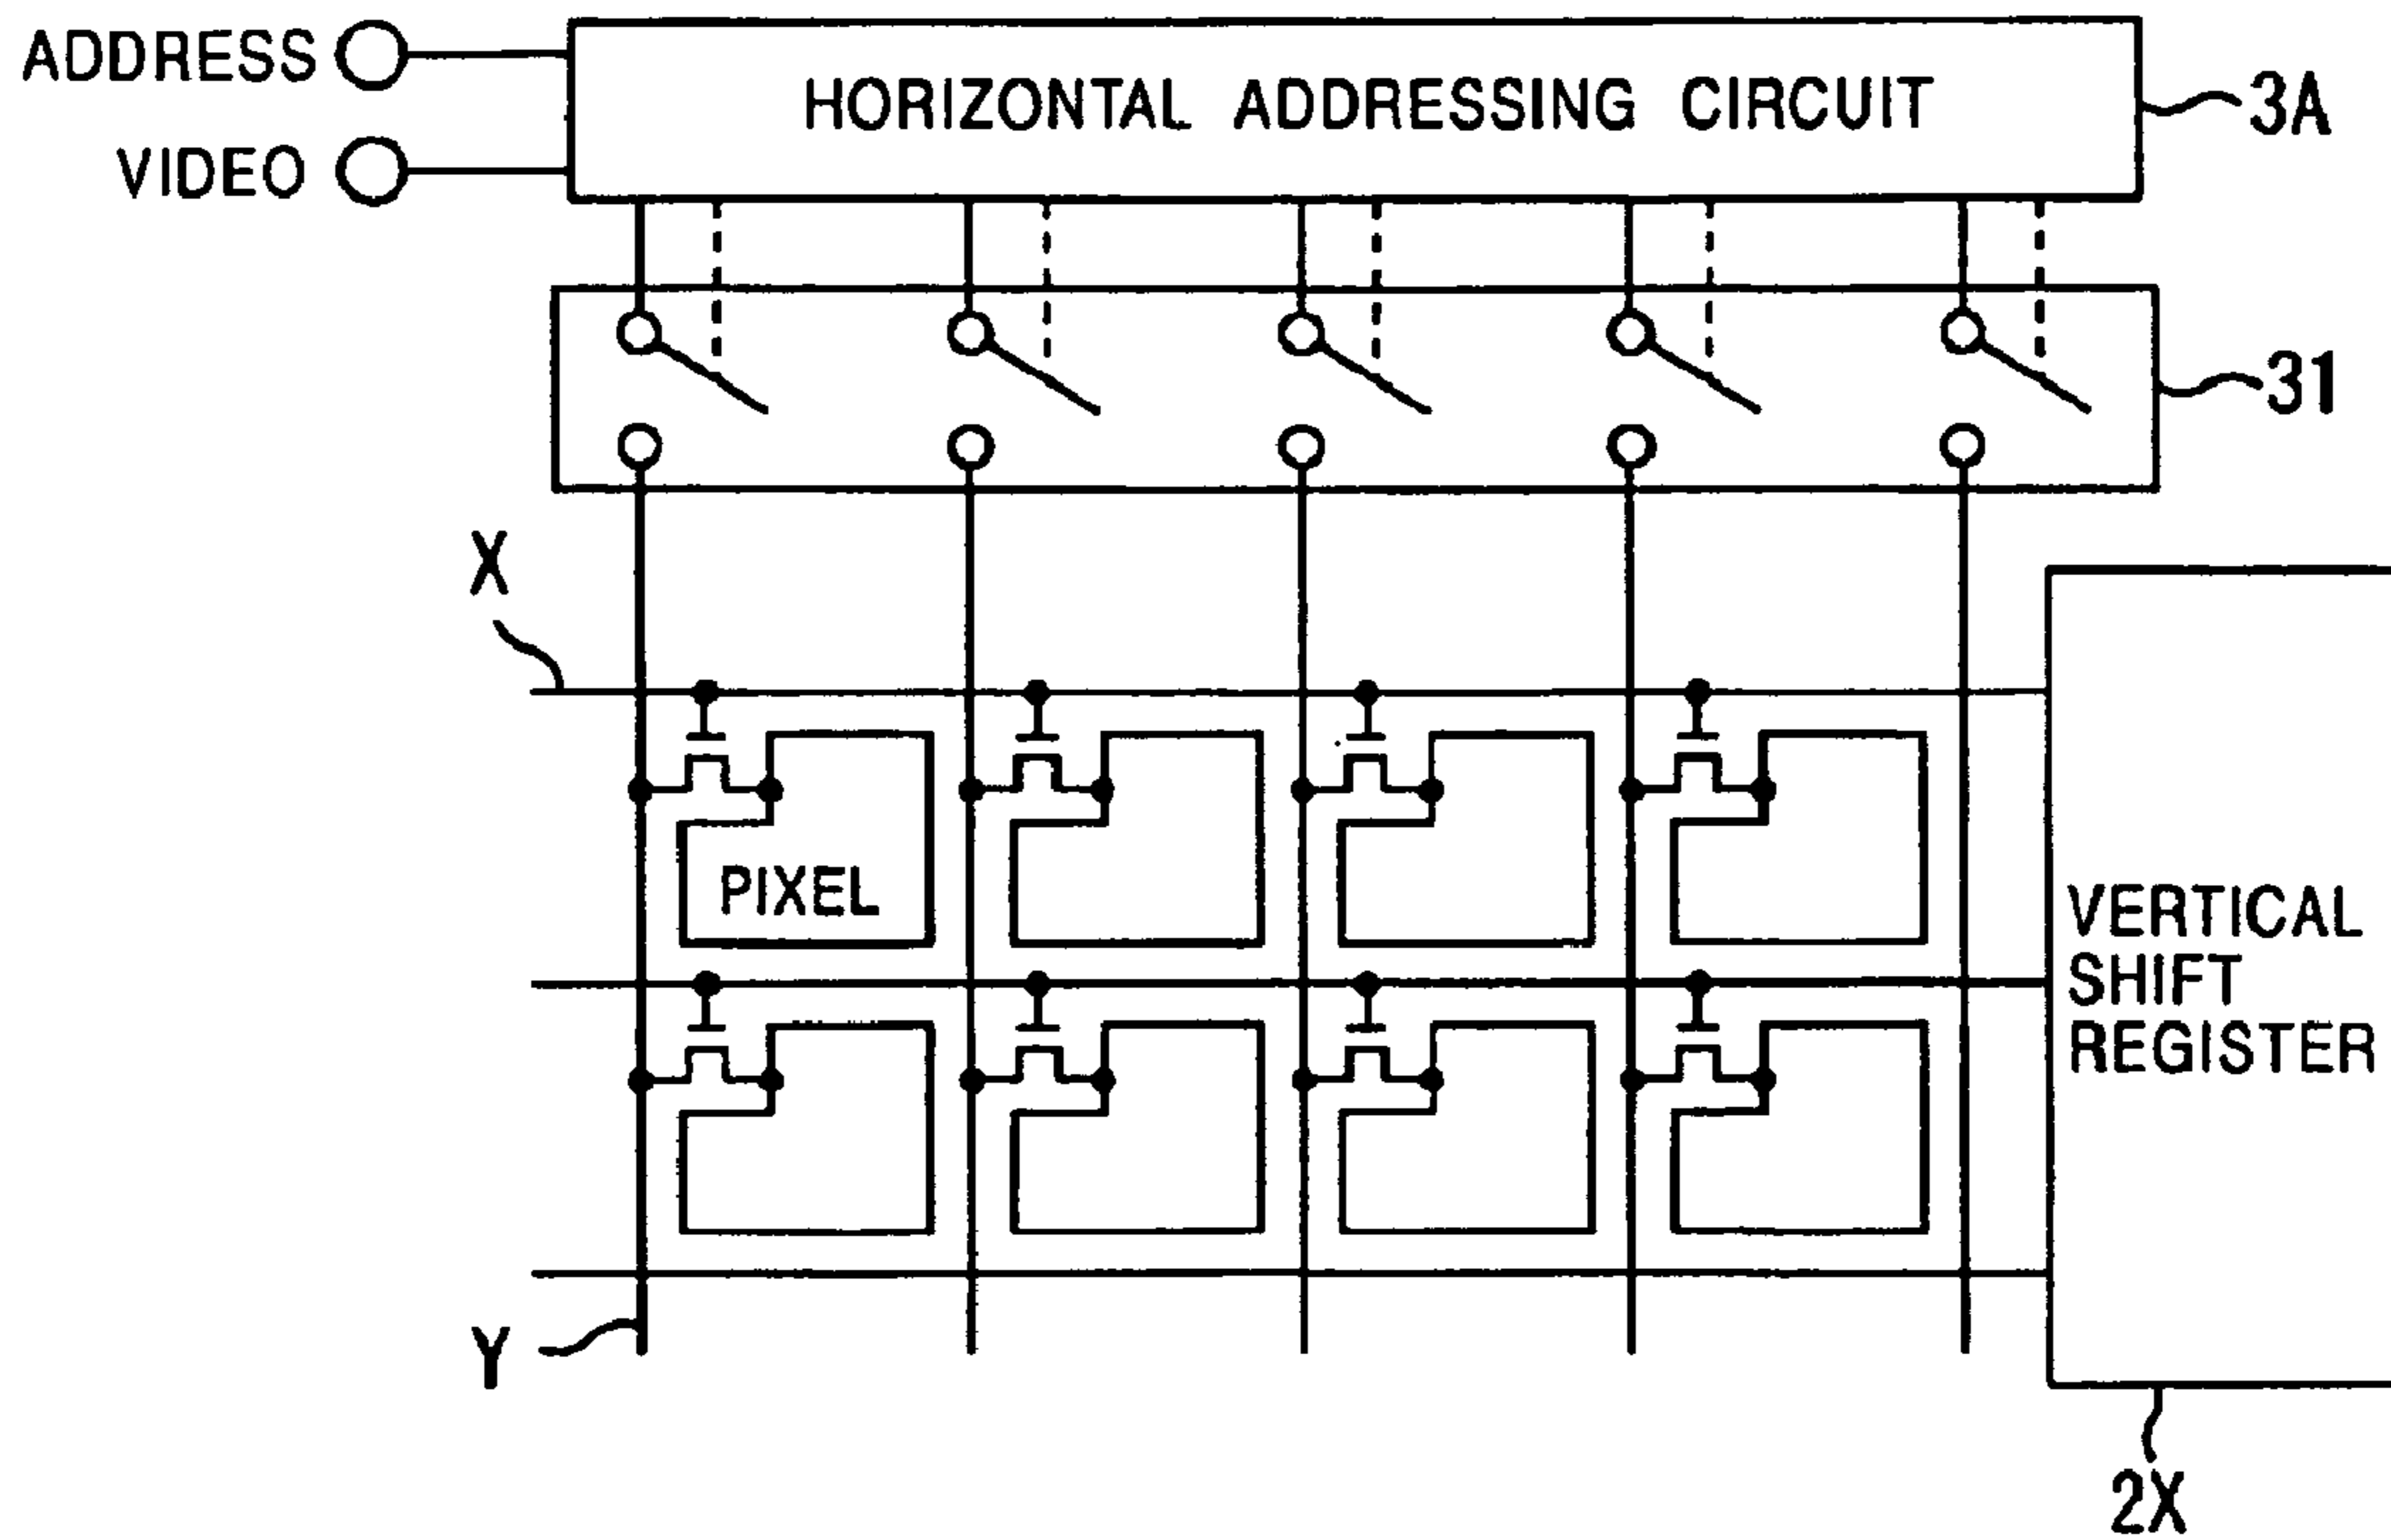 ADDRESS
HORIZONTAL ADDRESSING CIRCUIT
3A
VIDEO
31
X
PIXEL
VERTICAL
SHIFT
REGISTER
Y
2X